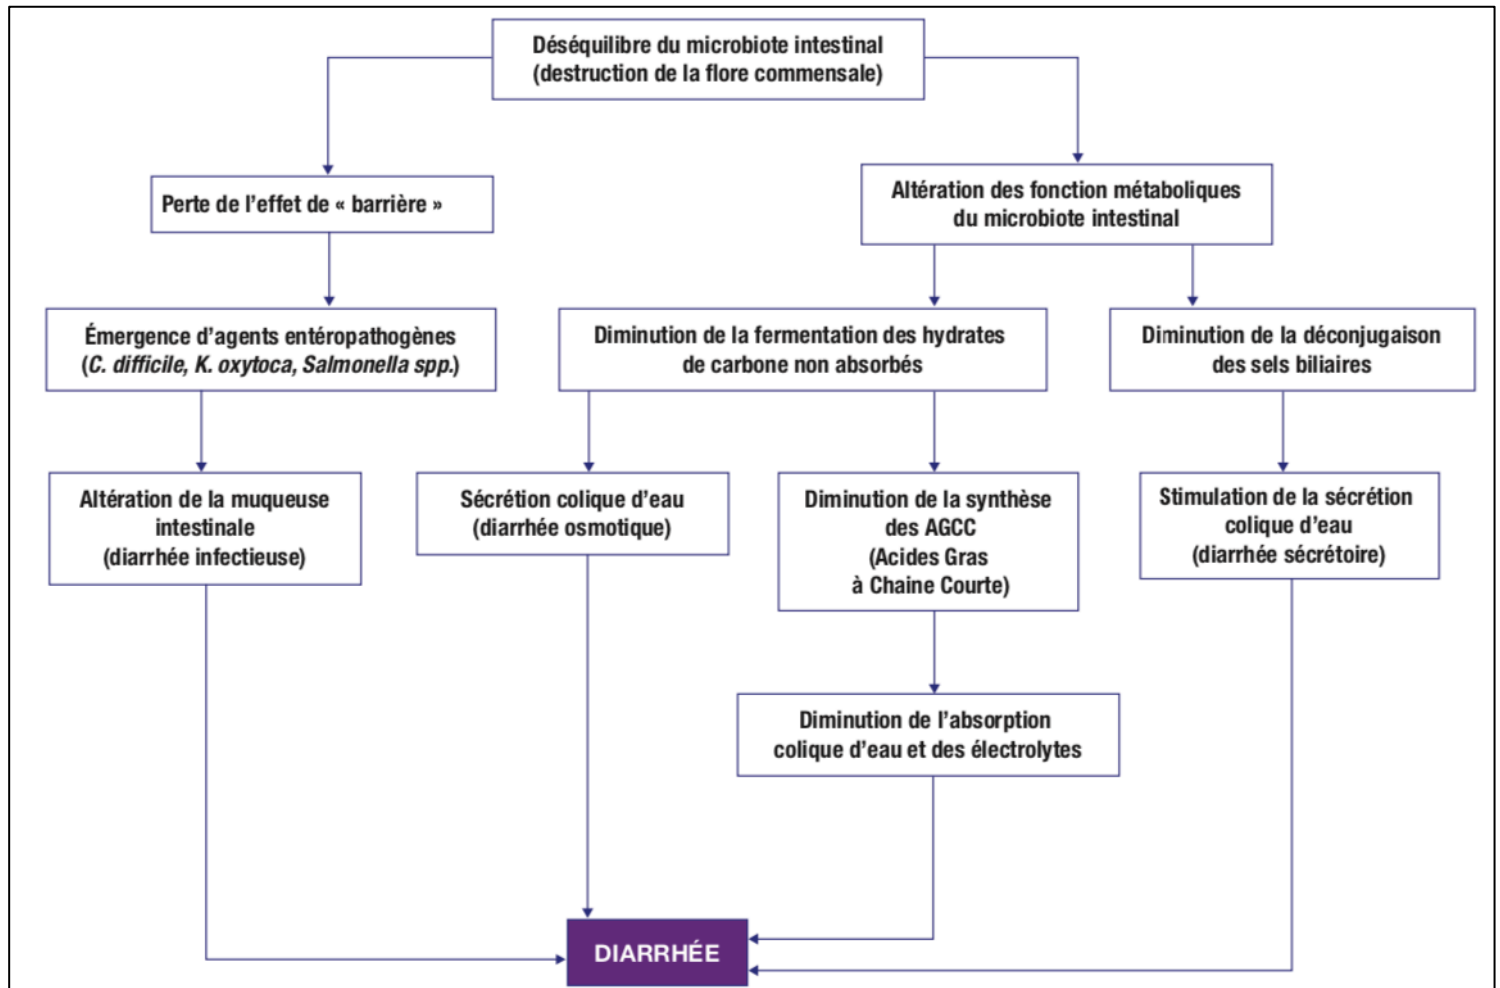 Déséquilibre du microbiote intestinal
(destruction de la flore commensale)
Perte de l’effet de « barrière »
Altération des fonction métaboliques
du microbiote intestinal
Émergence d’agents entéropathogènes
(C. difficile, K. oxytoca, Salmonella spp.)
Diminution de la fermentation des hydrates
de carbone non absorbés
Diminution de la déconjugaison
des sels biliaires
Altération de la muqueuse
intestinale
(diarrhée infectieuse)
Sécrétion colique d’eau
(diarrhée osmotique)
Diminution de la synthèse
des AGCC
(Acides Gras
à Chaine Courte)
Stimulation de la sécrétion
colique d’eau
(diarrhée sécrétoire)
Diminution de l’absorption
colique d’eau et des électrolytes
DIARRHÉE